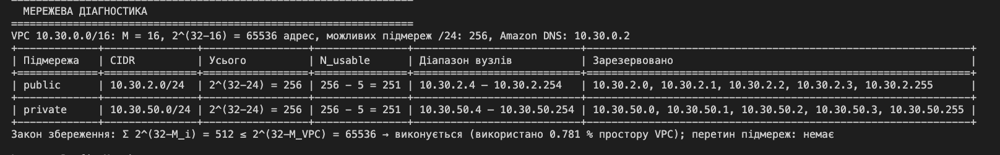 МЕРЕЖЕВА ДІАГНОСТИКА
=================================================================
VPC 10.30.0.0/16: M = 16, 2^(32−16) = 65536 адрес, можливих підмереж /24: 256, Amazon DNS: 10.30.0.2
| Підмережа | CIDR | Усього | N_usable | Діапазон вузлів | Зарезервовано |
| public | 10.30.2.0/24 | 2^(32−24) = 256 | 256 − 5 = 251 | 10.30.2.4 – 10.30.2.254 | 10.30.2.0, 10.30.2.1, 10.30.2.2, 10.30.2.3, 10.30.2.255 |
| private | 10.30.50.0/24 | 2^(32−24) = 256 | 256 − 5 = 251 | 10.30.50.4 – 10.30.50.254 | 10.30.50.0, 10.30.50.1, 10.30.50.2, 10.30.50.3, 10.30.50.255 |
Закон збереження: Σ 2^(32−M_i) = 512 ≤ 2^(32−M_VPC) = 65536 → виконується (використано 0.781 % простору VPC); перетин підмереж: немає